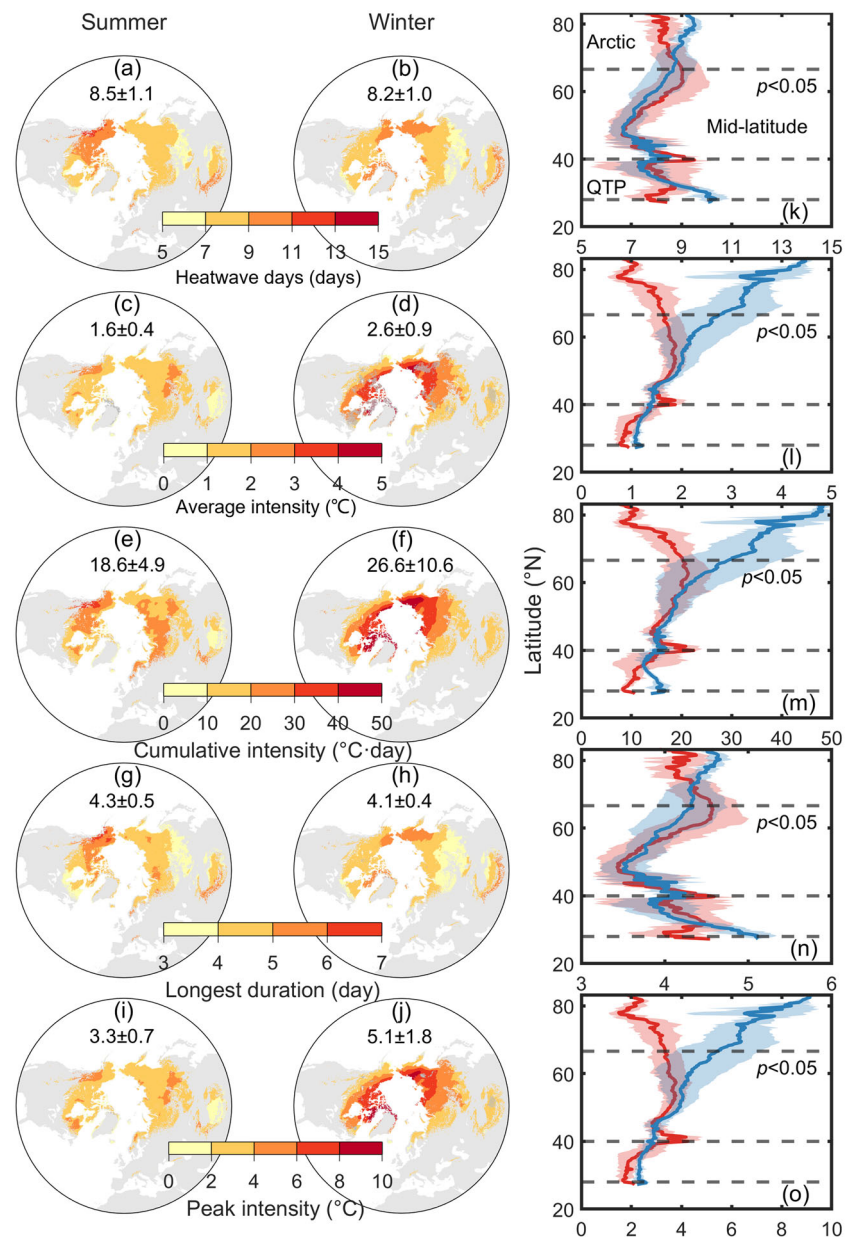 Summer
Winter
(a)
8.5±1.1
(b)
8.2±1.0
5 7 9 11 13 15
Heatwave days (days)
(c)
1.6±0.4
(d)
2.6±0.9
0 1 2 3 4 5
Average intensity (℃)
(e)
18.6±4.9
(f)
26.6±10.6
0 10 20 30 40 50
Cumulative intensity (°C·day)
(g)
4.3±0.5
(h)
4.1±0.4
3 4 5 6 7
Longest duration (day)
(i)
3.3±0.7
(j)
5.1±1.8
0 2 4 6 8 10
Peak intensity (°C)
Latitude (°N)
80
60
40
20
Arctic
p<0.05
Mid-latitude
QTP
(k)
5 7 9 11 13 15
80
60
40
20
p<0.05
(l)
0 1 2 3 4 5
80
60
40
20
p<0.05
(m)
0 10 20 30 40 50
80
60
40
20
p<0.05
(n)
3 4 5 6
80
60
40
20
p<0.05
(o)
0 2 4 6 8 10